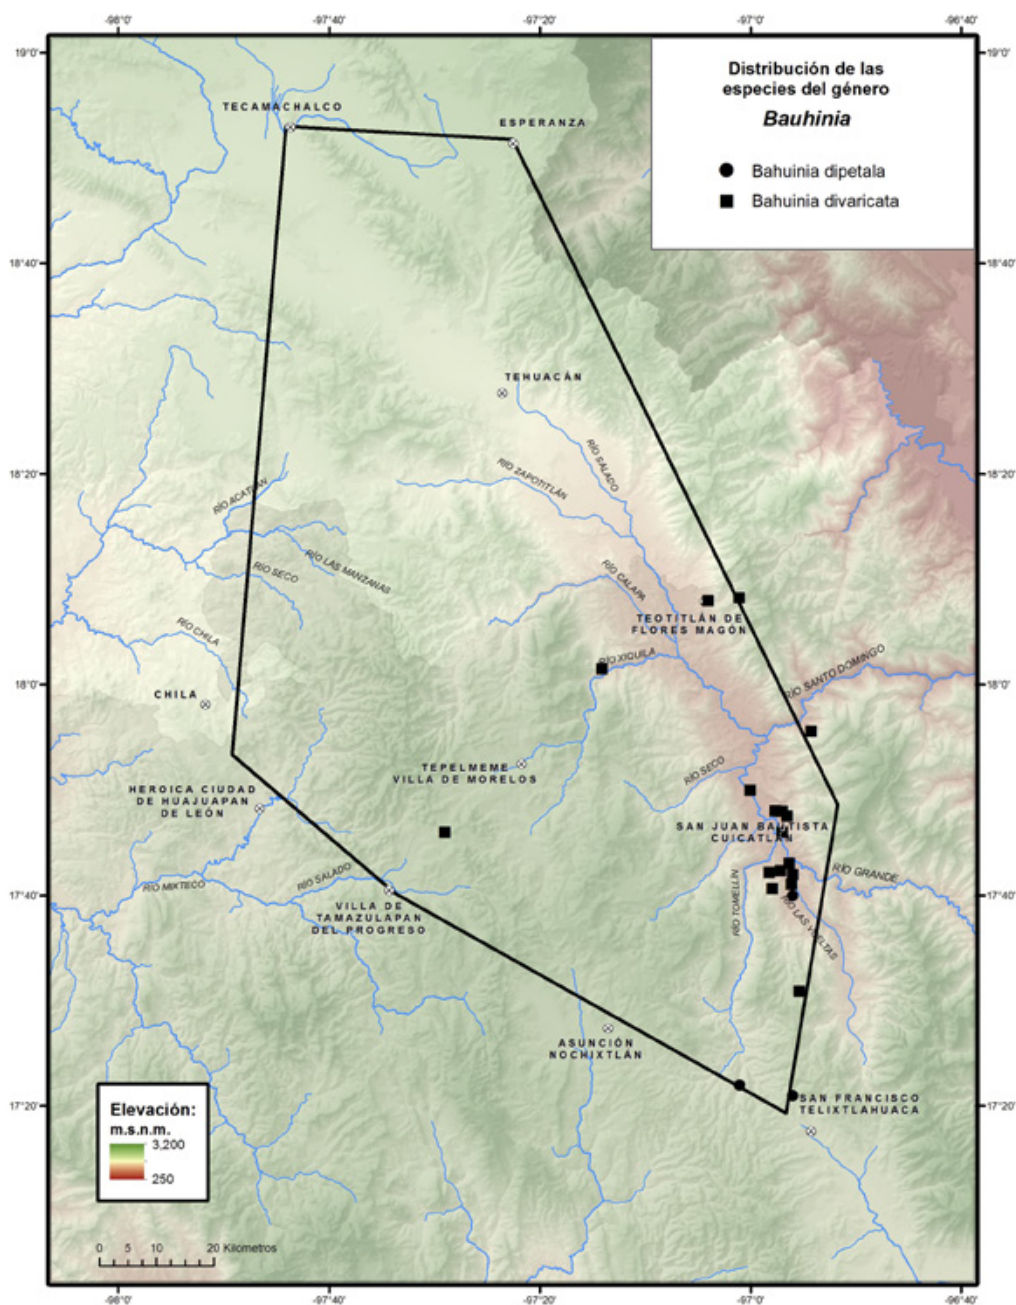 -98°0' -97°40' -97°20' -97°0' -96°40'
19°0' 19°0'
Distribución de las
especies del género
Bauhinia
Bahuinia dipetala
Bahuinia divaricata
TECAMACHALCO
ESPERANZA
18°40' 18°40'
TEHUACÁN
RÍO SALADO
RÍO ZAPOTITLÁN
18°20' 18°20'
RÍO ACATLÁN
RÍO LAS MANZANAS
RÍO SECO
RÍO CALAPA
TEOTITLÁN DE
FLORES MAGÓN
RÍO CHILA
RÍO XIQUILA
RÍO SANTO DOMINGO
18°0' 18°0'
CHILA
TEPELMEME
VILLA DE MORELOS
RÍO SECO
HEROICA CIUDAD
DE HUAJUAPAN
DE LEÓN
SAN JUAN BAUTISTA
CUICATLÁN
RÍO SALADO
RÍO MIXTECO
RÍO GRANDE
17°40' 17°40'
VILLA DE
TAMAZULAPAN
DEL PROGRESO
RÍO TOMELLÍN
RÍO LAS VUELTAS
ASUNCIÓN
NOCHIXTLÁN
17°20' 17°20'
SAN FRANCISCO
TELIXTLAHUACA
Elevación:
m.s.n.m.
3,200
250
0 5 10 20 Kilometros
-98°0' -97°40' -97°20' -97°0' -96°40'